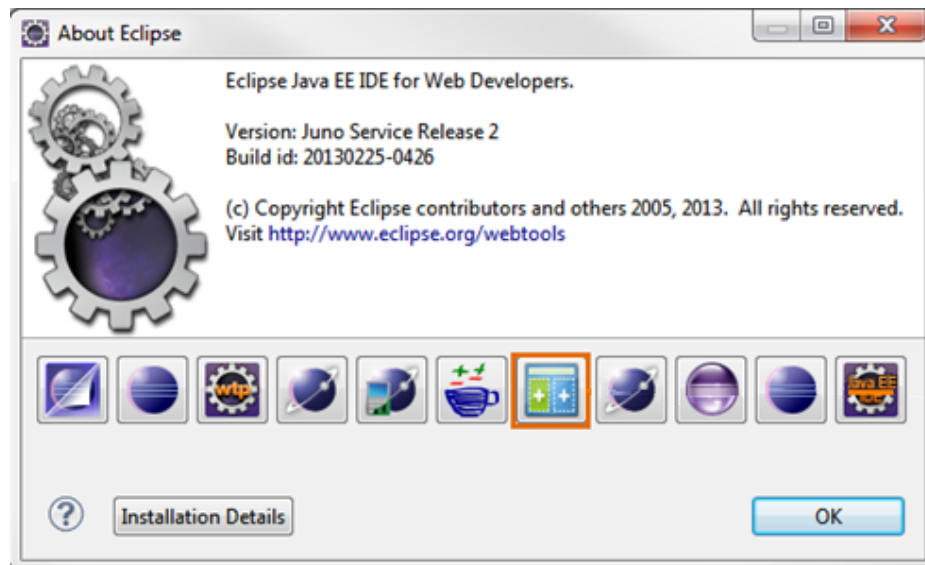 About Eclipse
Eclipse Java EE IDE for Web Developers.
Version: Juno Service Release 2
Build id: 20130225-0426
(c) Copyright Eclipse contributors and others 2005, 2013.  All rights reserved.
Visit http://www.eclipse.org/webtools
wtp
Java EE
IDE
? Installation Details OK